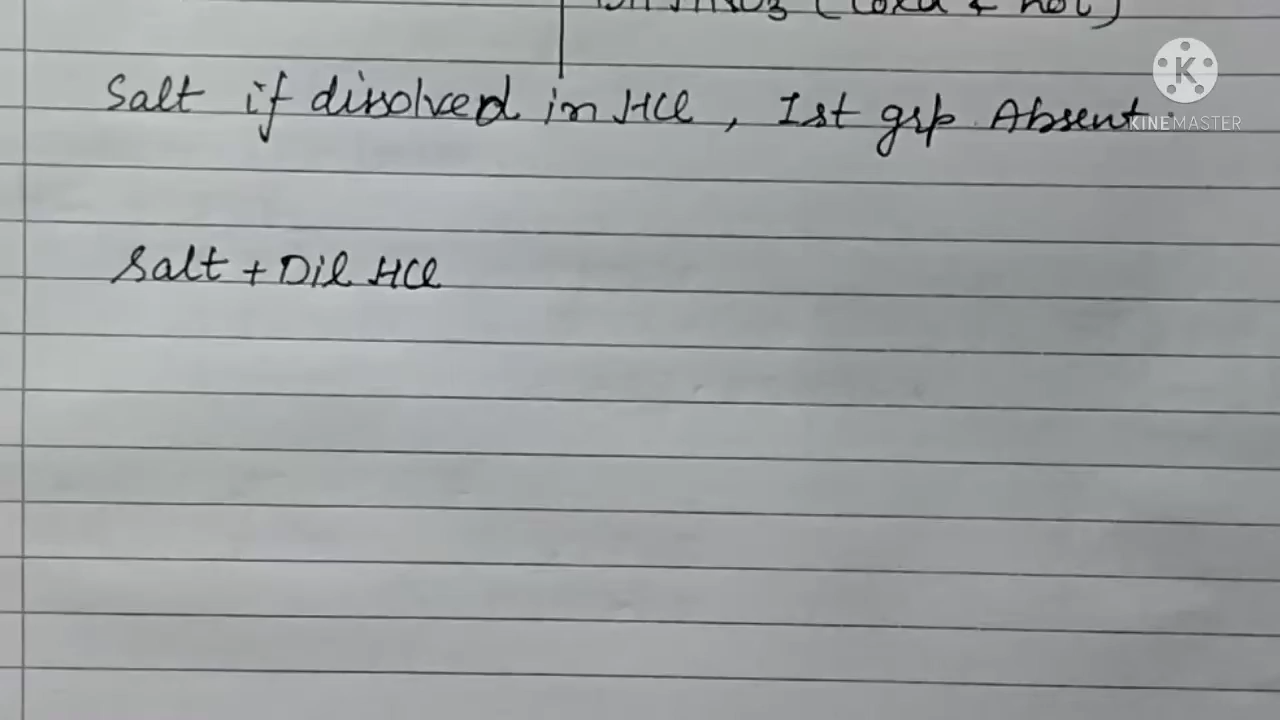 Salt if dissolved in HCl, Ist grp. Absent.
KINEMASTER
Salt + Dil HCl